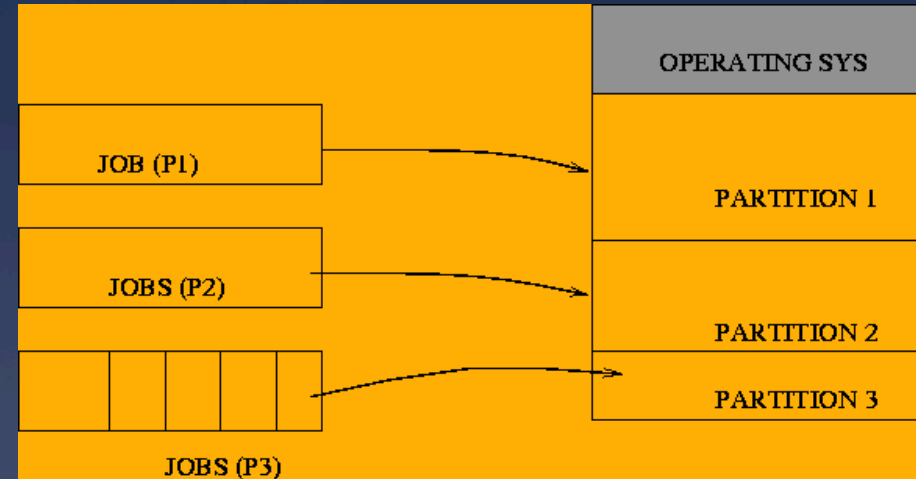 OPERATING SYS
JOB (P1)
PARTITION 1
JOBS (P2)
PARTITION 2
PARTITION 3
JOBS (P3)